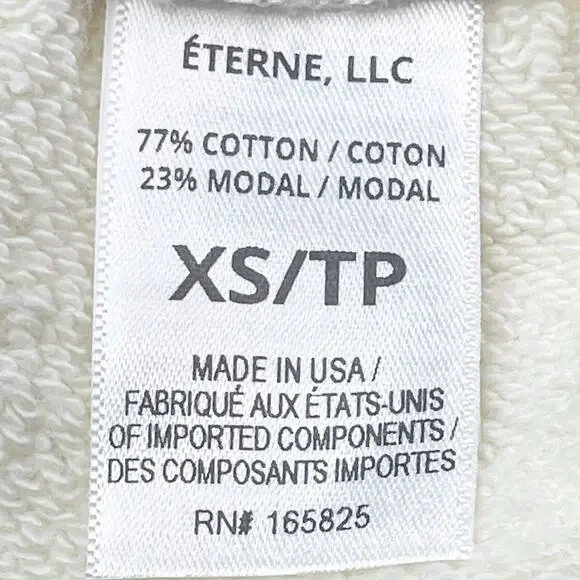 ÉTERNE, LLC
77% COTTON / COTON
23% MODAL / MODAL
XS/TP
MADE IN USA /
FABRIQUÉ AUX ÉTATS-UNIS
OF IMPORTED COMPONENTS /
DES COMPOSANTS IMPORTES
RN# 165825